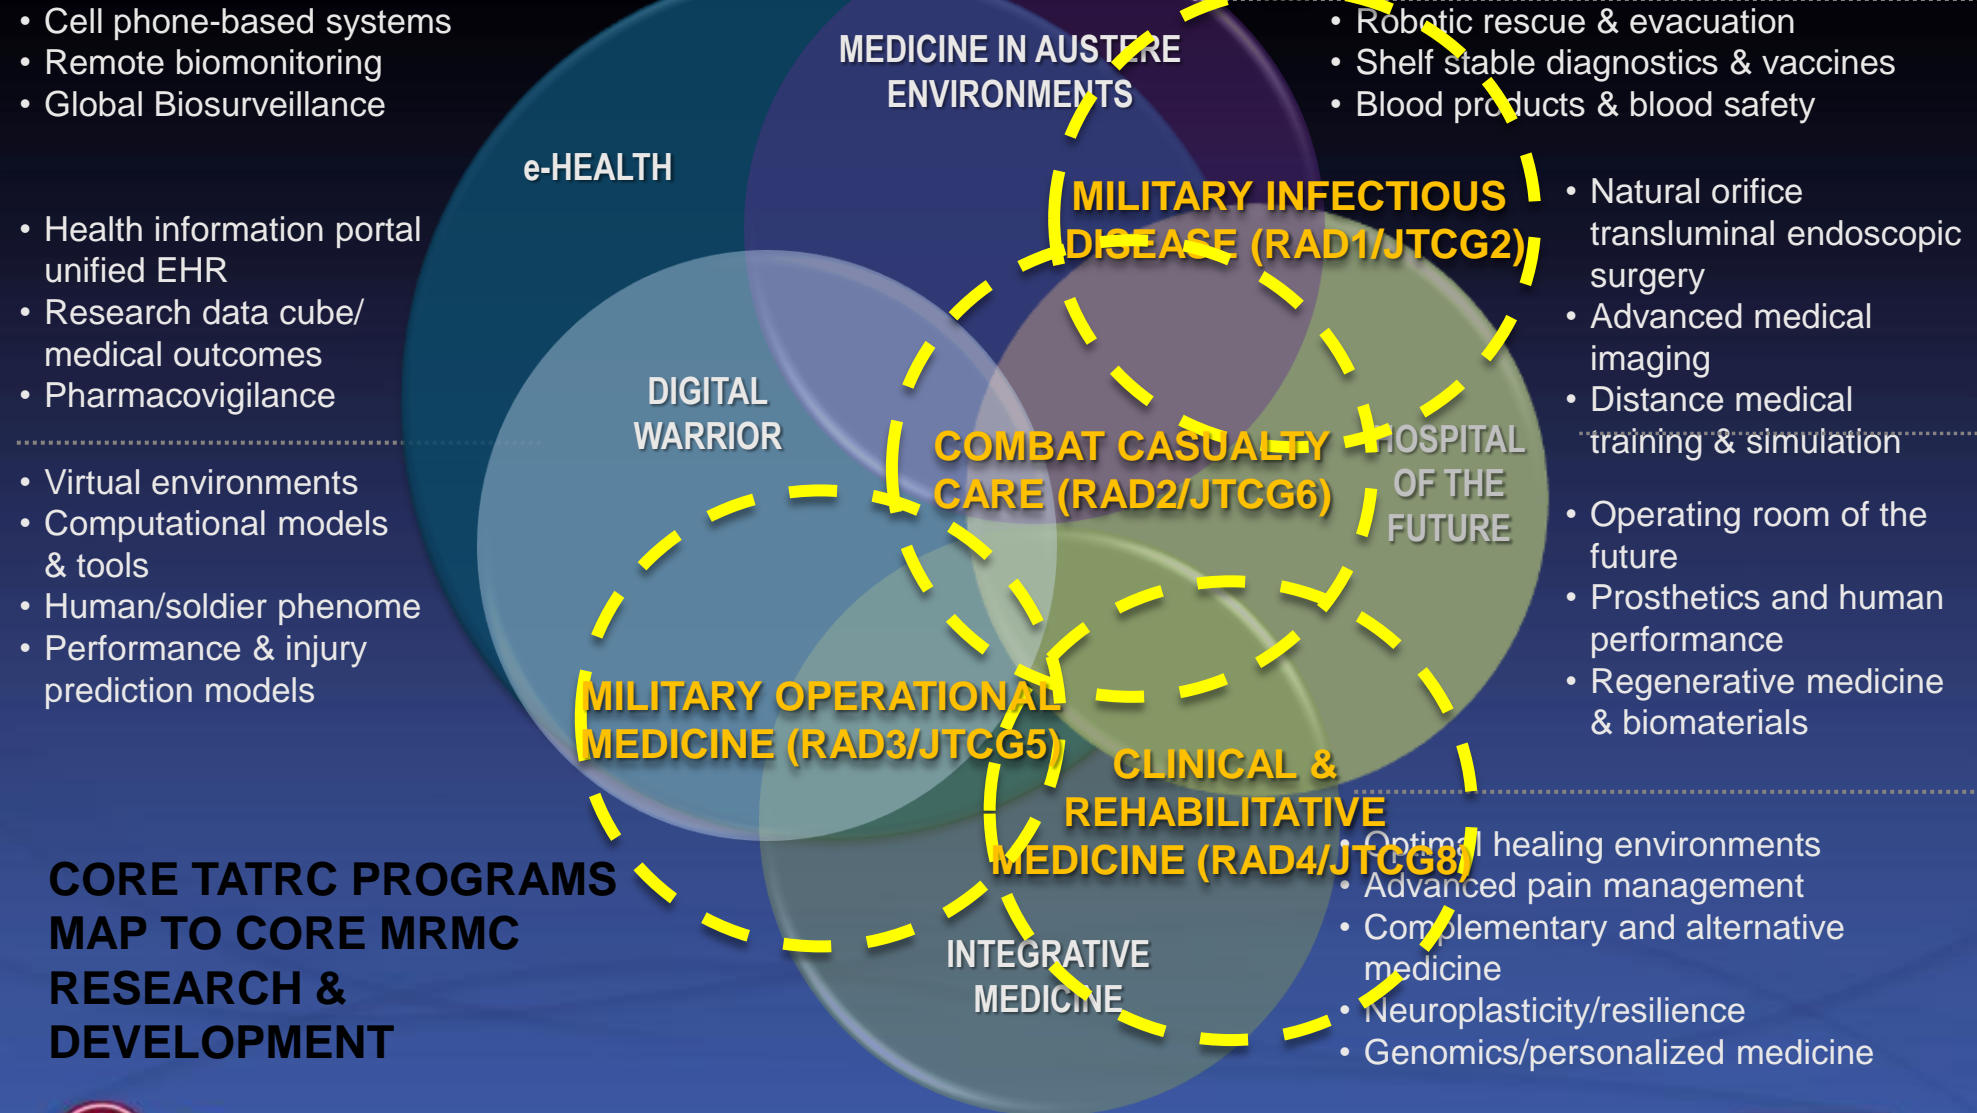 • Cell phone-based systems
• Remote biomonitoring
• Global Biosurveillance
• Health information portal
unified EHR
• Research data cube/
medical outcomes
• Pharmacovigilance
• Virtual environments
• Computational models
& tools
• Human/soldier phenome
• Performance & injury
prediction models
MEDICINE IN AUSTERE
ENVIRONMENTS
e-HEALTH
DIGITAL
WARRIOR
HOSPITAL
OF THE
FUTURE
INTEGRATIVE
MEDICINE
MILITARY INFECTIOUS
DISEASE (RAD1/JTCG2)
COMBAT CASUALTY
CARE (RAD2/JTCG6)
MILITARY OPERATIONAL
MEDICINE (RAD3/JTCG5)
CLINICAL &
REHABILITATIVE
MEDICINE (RAD4/JTCG8)
• Robotic rescue & evacuation
• Shelf stable diagnostics & vaccines
• Blood products & blood safety
• Natural orifice
transluminal endoscopic
surgery
• Advanced medical
imaging
• Distance medical
training & simulation
• Operating room of the
future
• Prosthetics and human
performance
• Regenerative medicine
& biomaterials
• Optimal healing environments
• Advanced pain management
• Complementary and alternative
medicine
• Neuroplasticity/resilience
• Genomics/personalized medicine
CORE TATRC PROGRAMS
MAP TO CORE MRMC
RESEARCH &
DEVELOPMENT